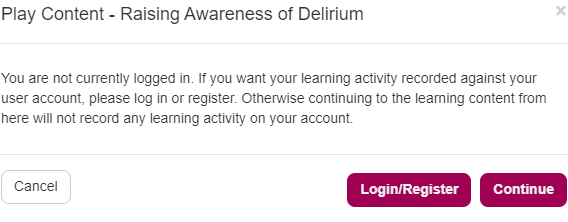 Play Content - Raising Awareness of Delirium ×
You are not currently logged in. If you want your learning activity recorded against your
user account, please log in or register. Otherwise continuing to the learning content from
here will not record any learning activity on your account.
Cancel Login/Register Continue